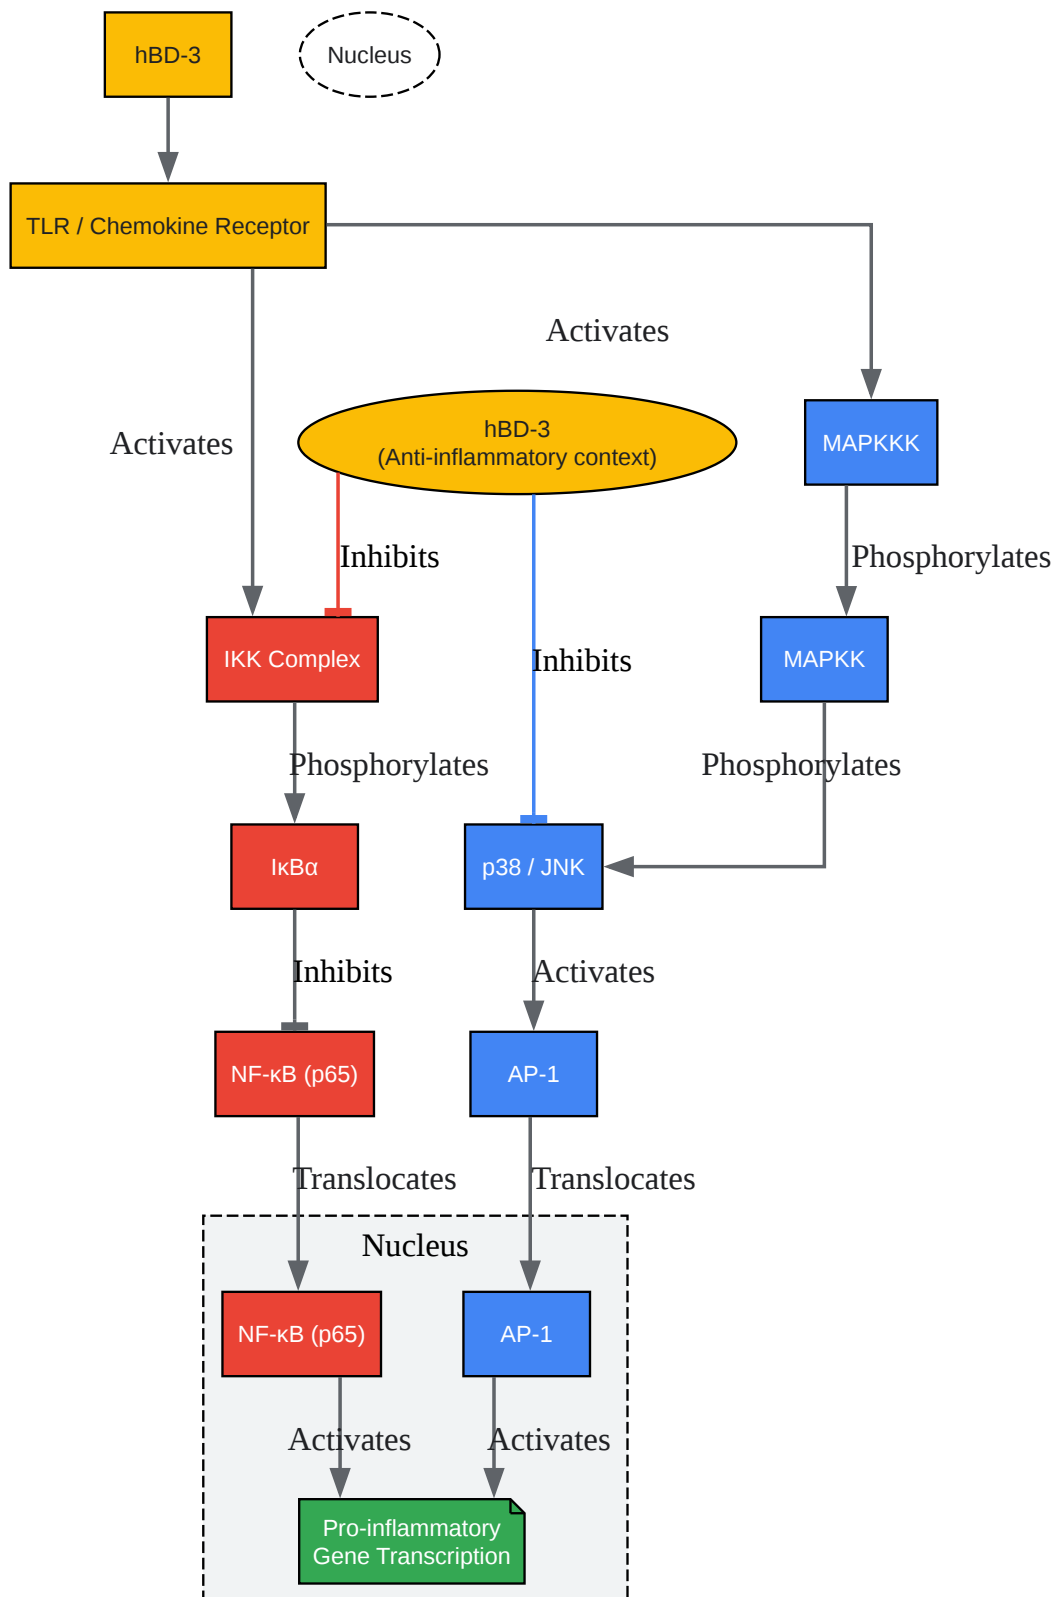 hBD-3
Nucleus
TLR / Chemokine Receptor
Activates
Activates
hBD-3
(Anti-inflammatory context)
MAPKKK
Inhibits
Phosphorylates
IKK Complex
Inhibits
MAPKK
Phosphorylates
Phosphorylates
IκBα
p38 / JNK
Inhibits
Activates
NF-κB (p65)
AP-1
Translocates
Translocates
Nucleus
NF-κB (p65)
AP-1
Activates
Activates
Pro-inflammatory
Gene Transcription